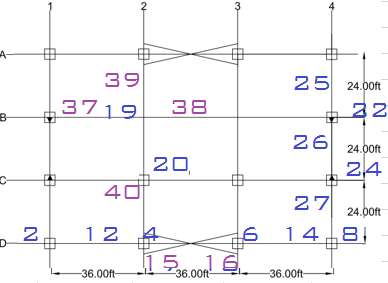 1 2 3 4
A
39 25 24.00ft
37 19 38
B 22
26 24.00ft
20 24
C
40 27 24.00ft
D 2 12 4 6 14 8
15 16
36.00ft 36.00ft 36.00ft